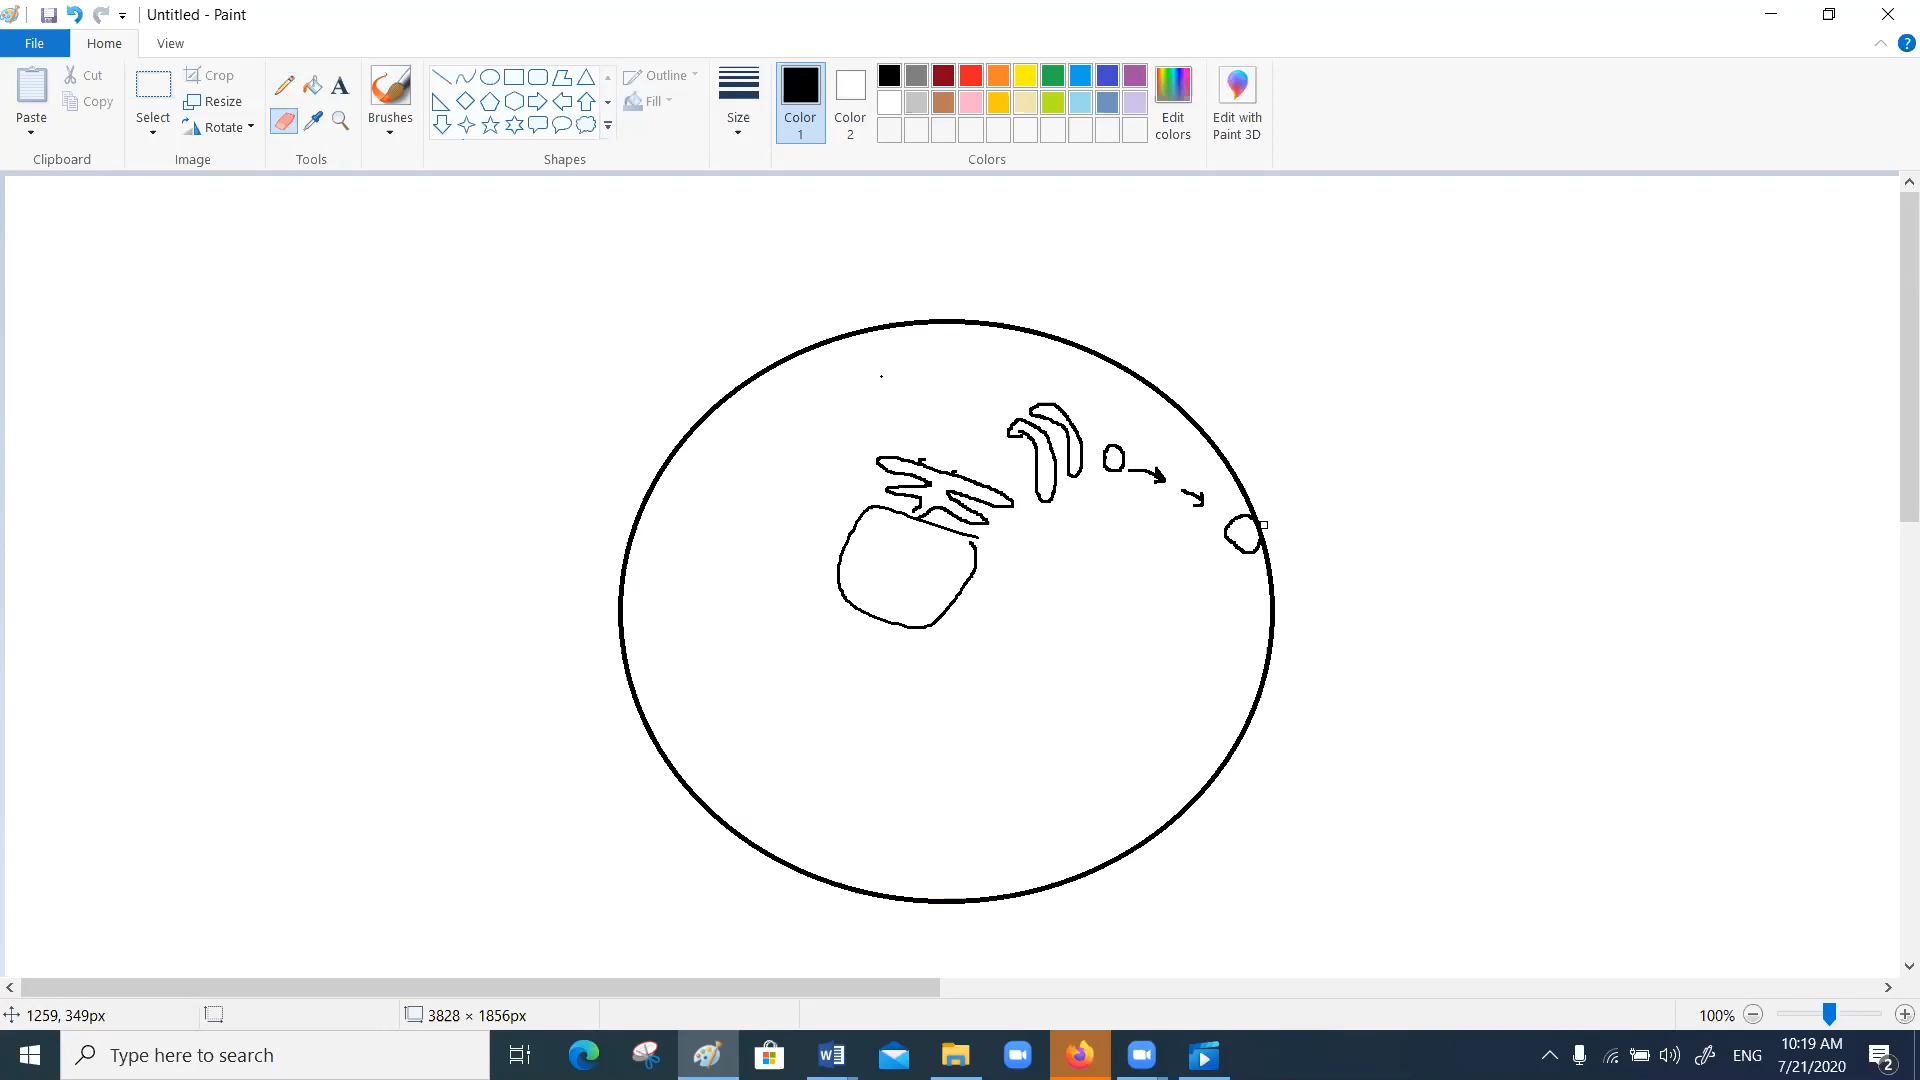 Untitled - Paint
File
Home
View
Paste
Cut
Copy
Clipboard
Select
Crop
Resize
Rotate
Image
A
Tools
Brushes
Outline
Fill
Shapes
Size
Color 1
Color 2
Edit colors
Colors
Edit with Paint 3D
1259, 349px
3828 × 1856px
100%
Type here to search
ENG
10:19 AM
7/21/2020
2